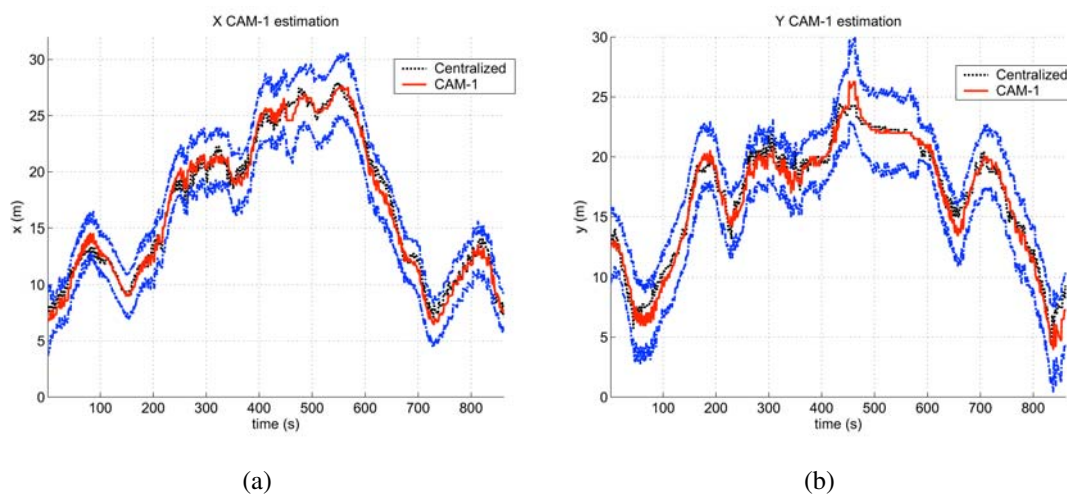 X CAM-1 estimation
Centralized
CAM-1
30
25
20
15
10
5
0
x (m)
100 200 300 400 500 600 700 800
time (s)
(a)
Y CAM-1 estimation
Centralized
CAM-1
30
25
20
15
10
5
0
y (m)
100 200 300 400 500 600 700 800
time (s)
(b)